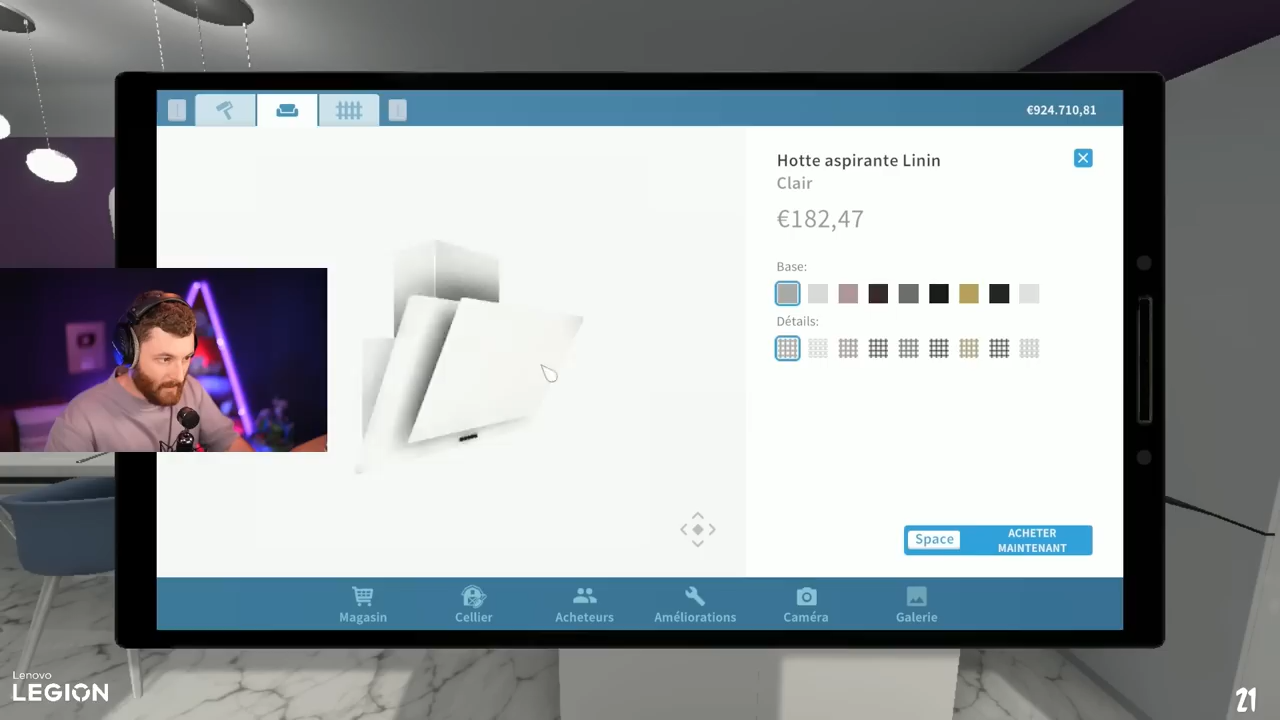 €924.710,81
Hotte aspirante Linin
Clair
€182,47
Base:
Détails:
Space
ACHETER
MAINTENANT
Magasin
Cellier
Acheteurs
Améliorations
Caméra
Galerie
Lenovo
LEGION
21